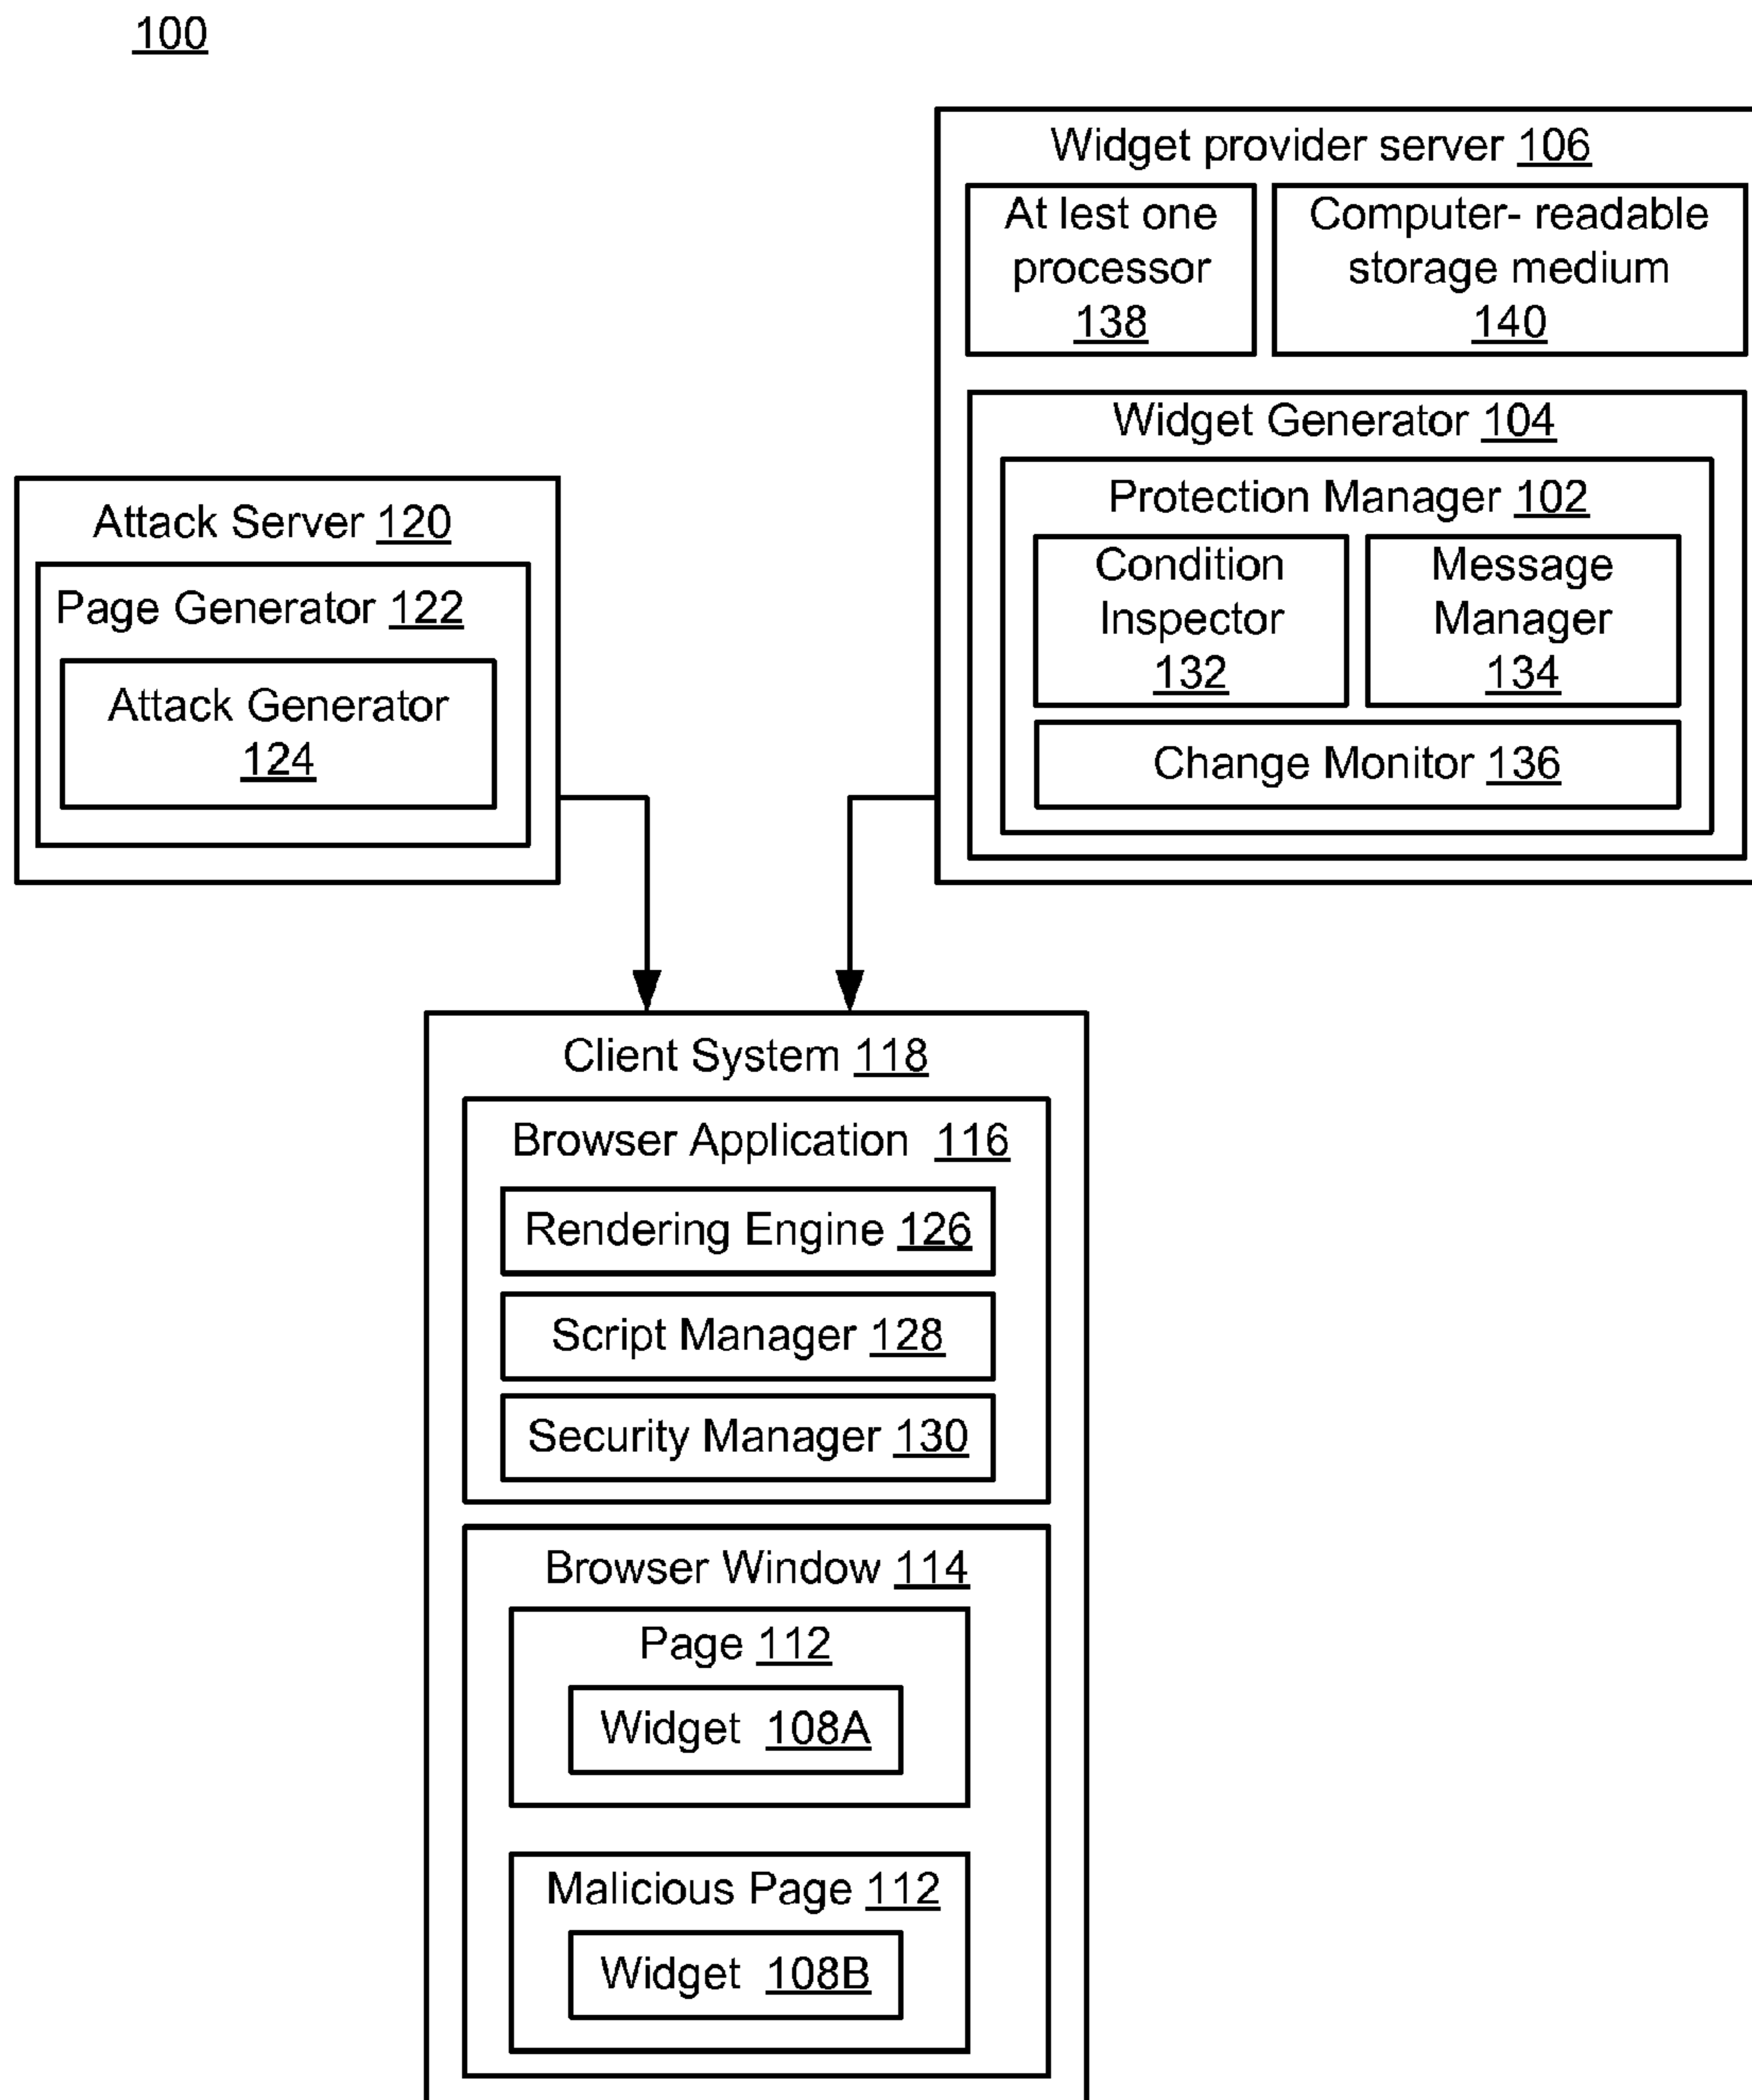 100
Widget provider server 106
At lest one
processor
138
Computer- readable
storage medium
140
Widget Generator 104
Protection Manager 102
Condition
Inspector
132
Message
Manager
134
Change Monitor 136
Attack Server 120
Page Generator 122
Attack Generator
124
Client System 118
Browser Application 116
Rendering Engine 126
Script Manager 128
Security Manager 130
Browser Window 114
Page 112
Widget 108A
Malicious Page 112
Widget 108B